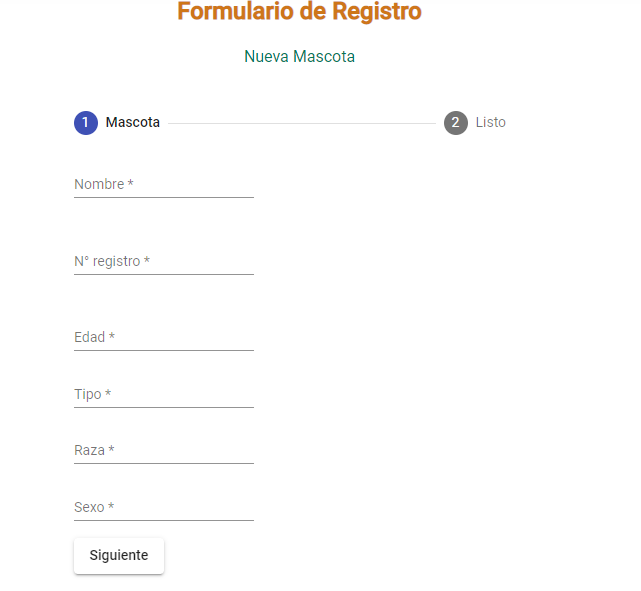 Formulario de Registro
Nueva Mascota
1 Mascota 2 Listo
Nombre *
N° registro *
Edad *
Tipo *
Raza *
Sexo *
Siguiente